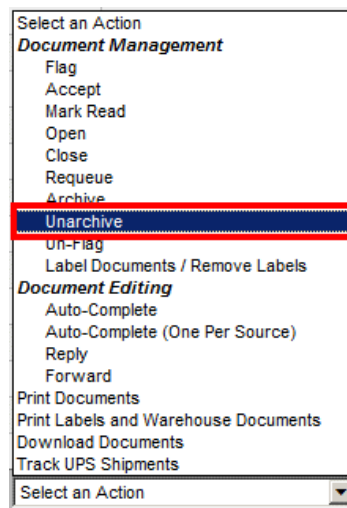 Select an Action
Document Management
Flag
Accept
Mark Read
Open
Close
Requeue
Archive
Unarchive
Un-Flag
Label Documents / Remove Labels
Document Editing
Auto-Complete
Auto-Complete (One Per Source)
Reply
Forward
Print Documents
Print Labels and Warehouse Documents
Download Documents
Track UPS Shipments
Select an Action